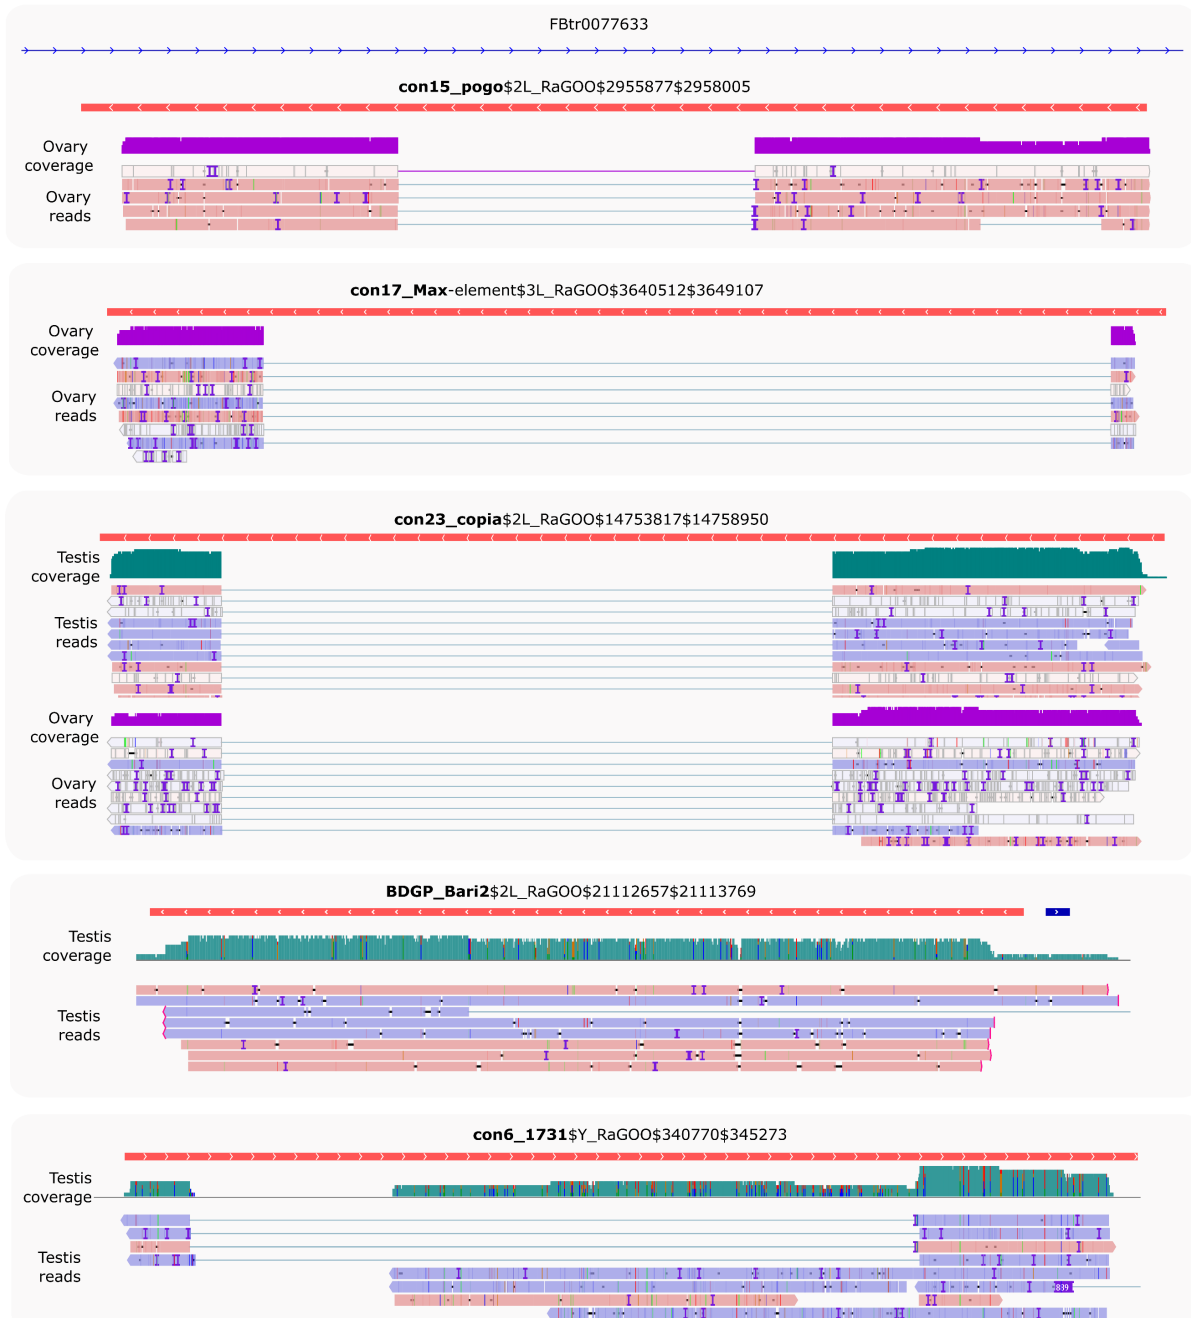 FBtr0077633
con15_pogo$2L_RaGOO$2955877$2958005
Ovary
coverage
Ovary
reads
con17_Max-element$3L_RaGOO$3640512$3649107
Ovary
coverage
Ovary
reads
con23_copia$2L_RaGOO$14753817$14758950
Testis
coverage
Testis
reads
Ovary
coverage
Ovary
reads
BDGP_Bari2$2L_RaGOO$21112657$21113769
Testis
coverage
Testis
reads
con6_1731$Y_RaGOO$340770$345273
Testis
coverage
Testis
reads
839